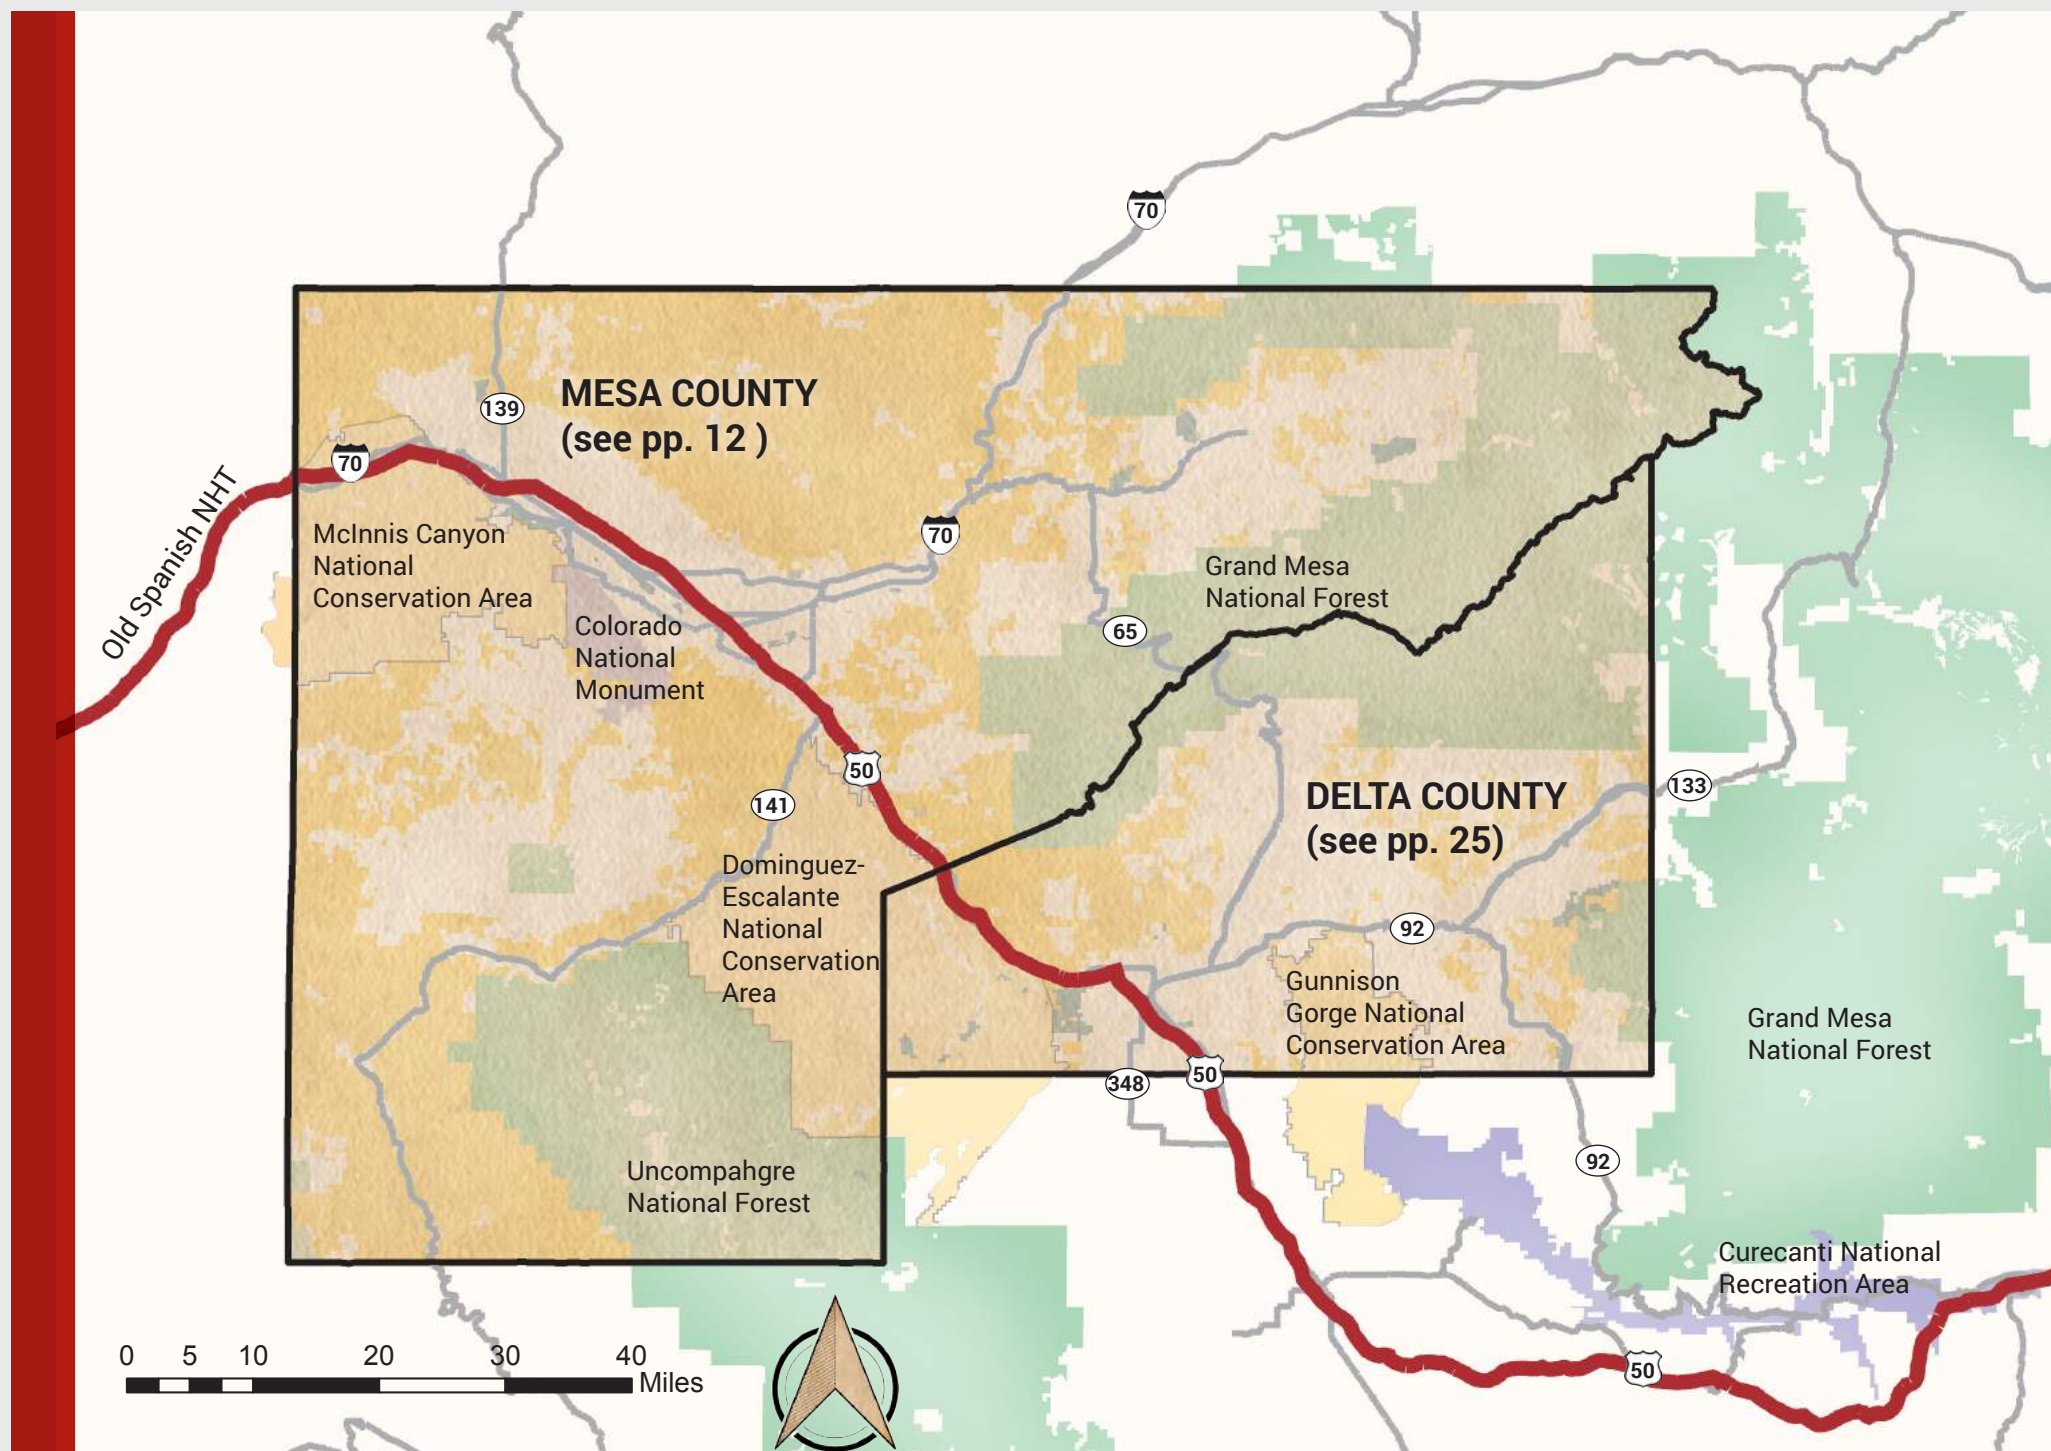 70
139
MESA COUNTY
(see pp. 12 )
70
Old Spanish NHT
McInnis Canyon
National
Conservation Area
70
Grand Mesa
National Forest
Colorado
National
Monument
65
50
141
DELTA COUNTY
(see pp. 25)
133
Dominguez-
Escalante
National
Conservation
Area
92
Gunnison
Gorge National
Conservation Area
Grand Mesa
National Forest
348
50
Uncompahgre
National Forest
92
Curecanti National
Recreation Area
50
0 5 10 20 30 40
Miles